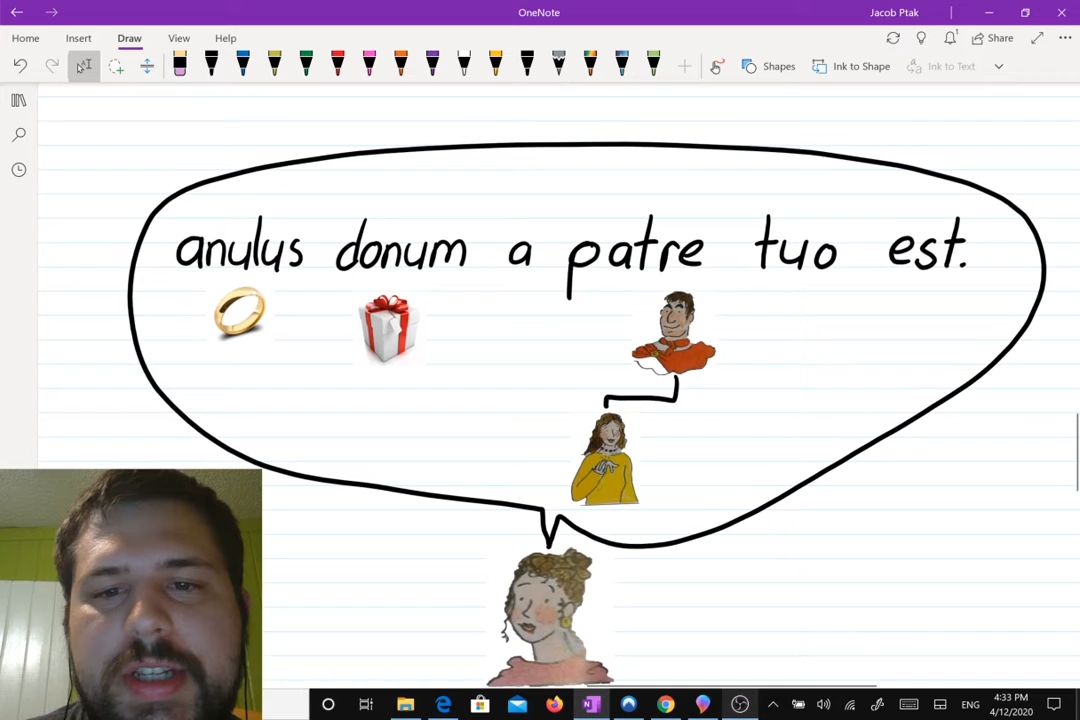 OneNote
Jacob Ptak
Home Insert Draw View Help
Share
Shapes
Ink to Shape
Ink to Text
anulus donum a patre tuo est.
ENG
4:33 PM
4/12/2020